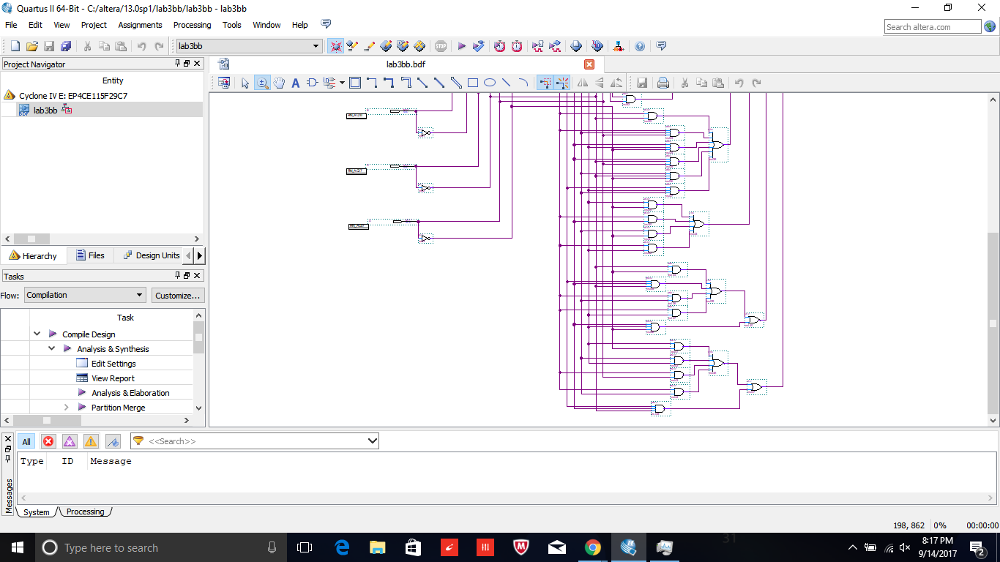 Quartus II 64-Bit - C:/altera/13.0sp1/lab3bb/lab3bb - lab3bb
File Edit View Project Assignments Processing Tools Window Help
Search altera.com
lab3bb
STOP
Project Navigator
lab3bb.bdf
Entity
Cyclone IV E: EP4CE115F29C7
BDF lab3bb
Hierarchy Files Design Units
Tasks
Flow: Compilation Customize...
Task
Compile Design
Analysis & Synthesis
Edit Settings
View Report
Analysis & Elaboration
Partition Merge
All <<Search>>
Type ID Message
Messages
System Processing
198, 862 0% 00:00:00
Type here to search
31
8:17 PM
9/14/2017
2